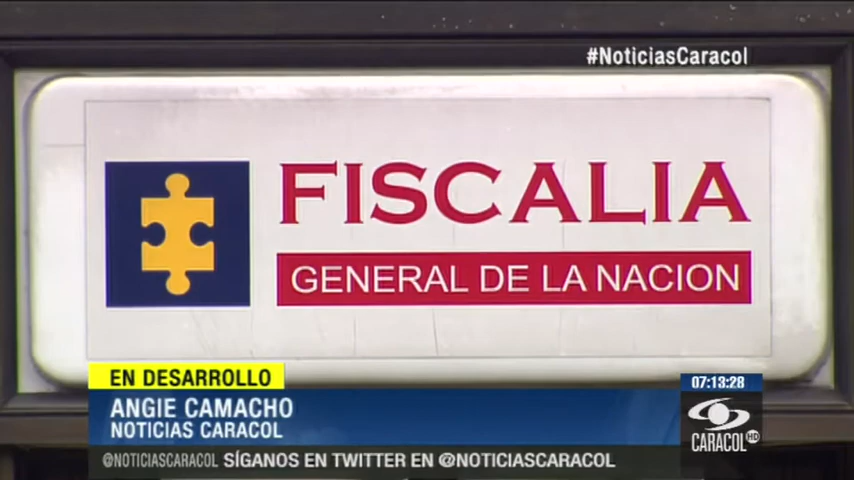 #NoticiasCaracol
FISCALIA
GENERAL DE LA NACION
EN DESARROLLO
ANGIE CAMACHO
NOTICIAS CARACOL
07:13:28
CARACOL HD
@NOTICIASCARACOL SÍGANOS EN TWITTER EN @NOTICIASCARACOL